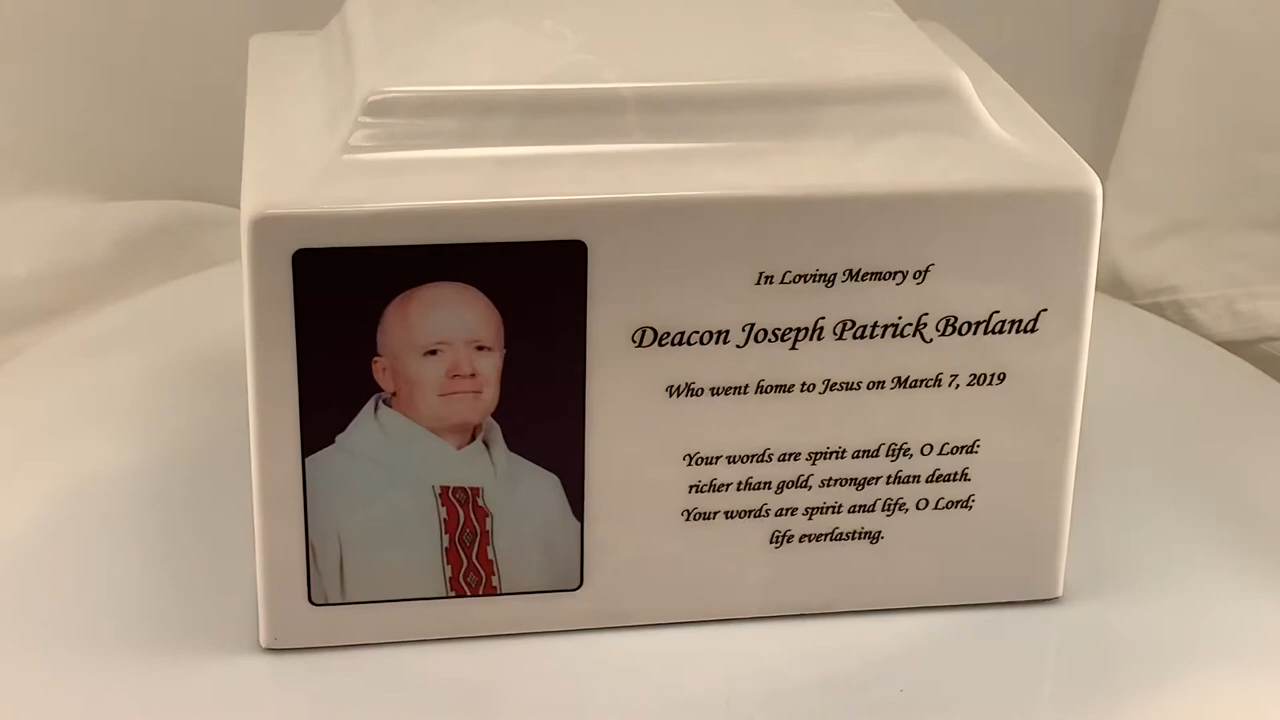 In Loving Memory of
Deacon Joseph Patrick Borland
Who went home to Jesus on March 7, 2019
Your words are spirit and life, O Lord:
richer than gold, stronger than death.
Your words are spirit and life, O Lord;
life everlasting.